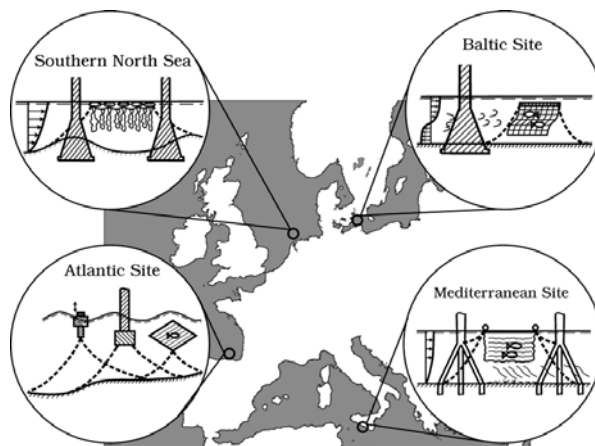 Southern North Sea
Baltic Site
Atlantic Site
Mediterranean Site